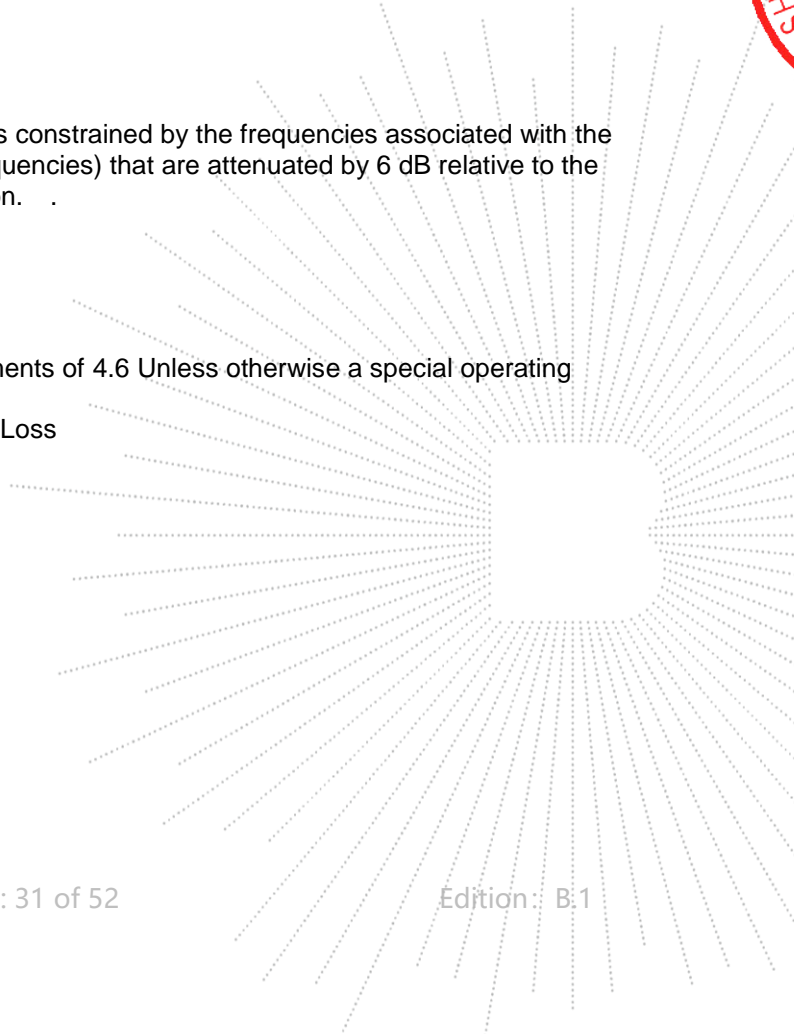 s constrained by the frequencies associated with the
quencies) that are attenuated by 6 dB relative to the
on. .
nents of 4.6 Unless otherwise a special operating
Loss
: 31 of 52 Edition: B.1